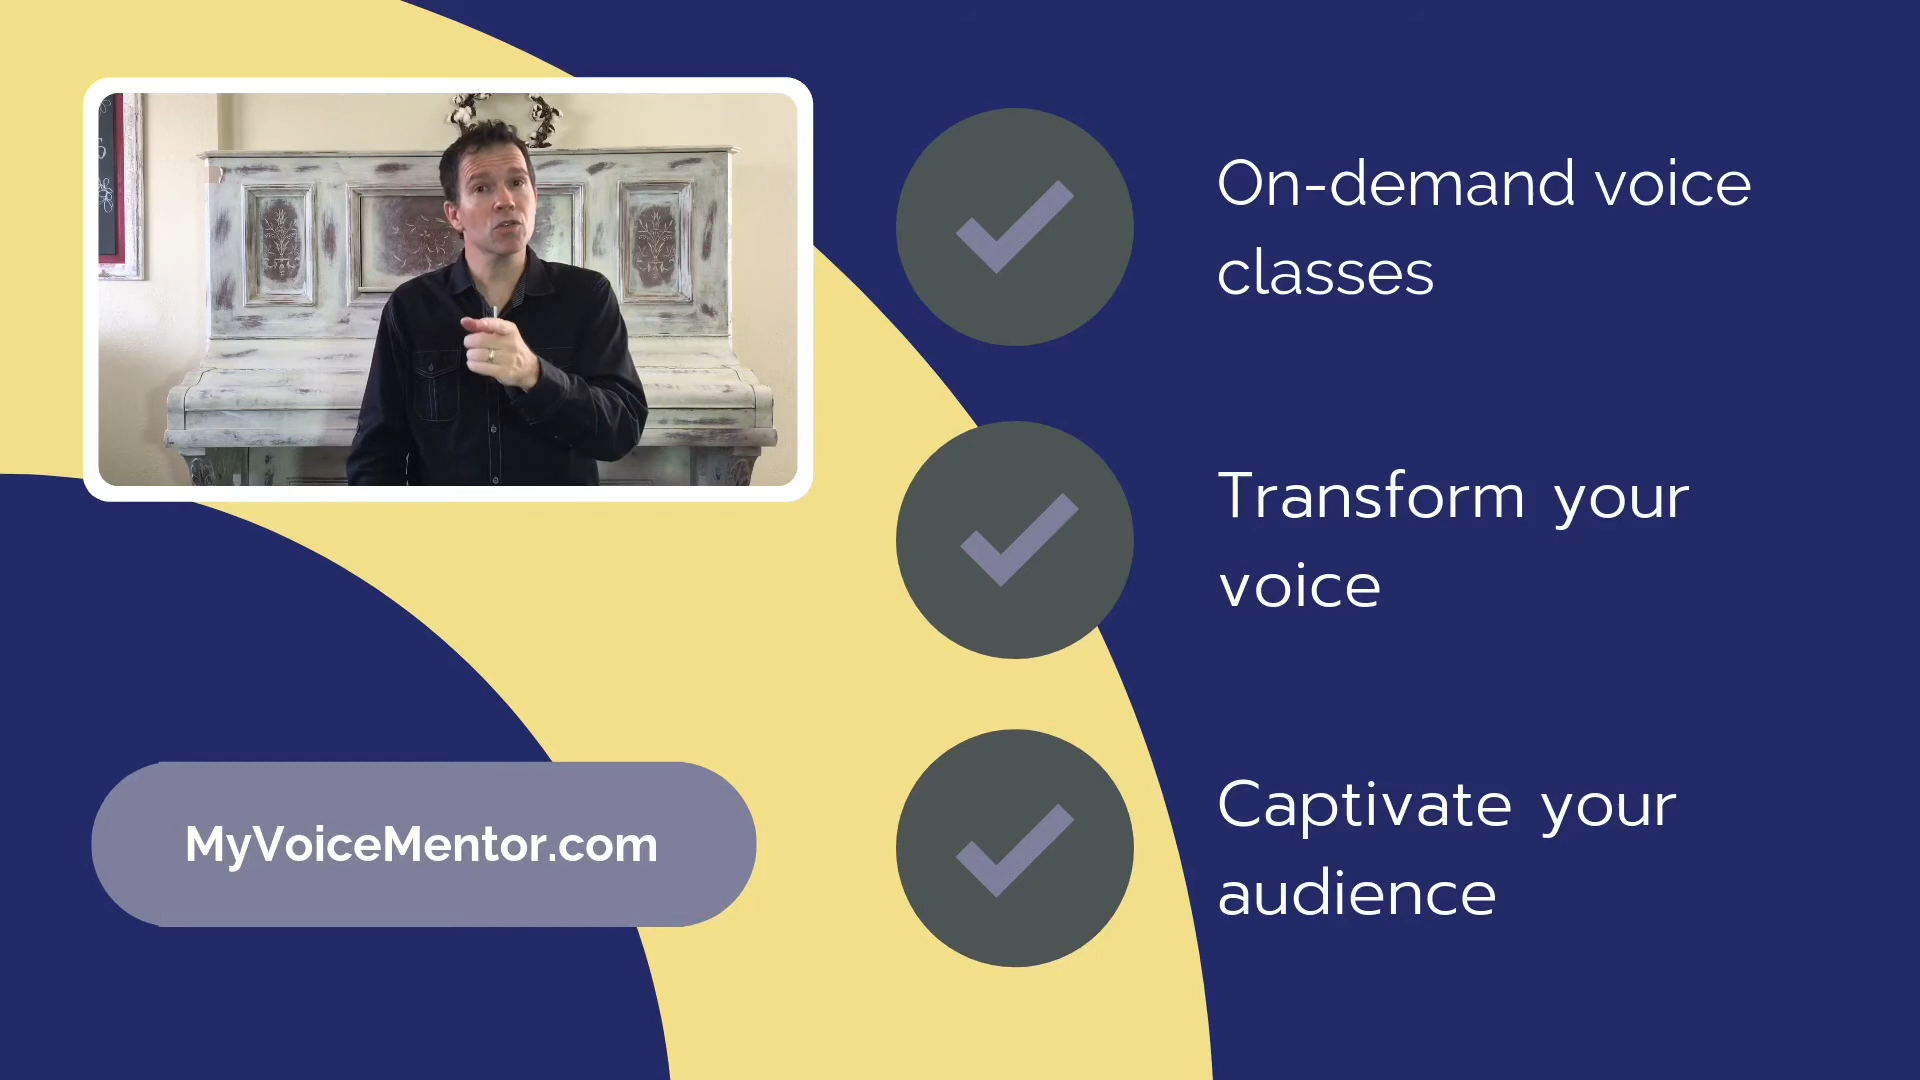 On-demand voice
classes
Transform your
voice
Captivate your
audience
MyVoiceMentor.com